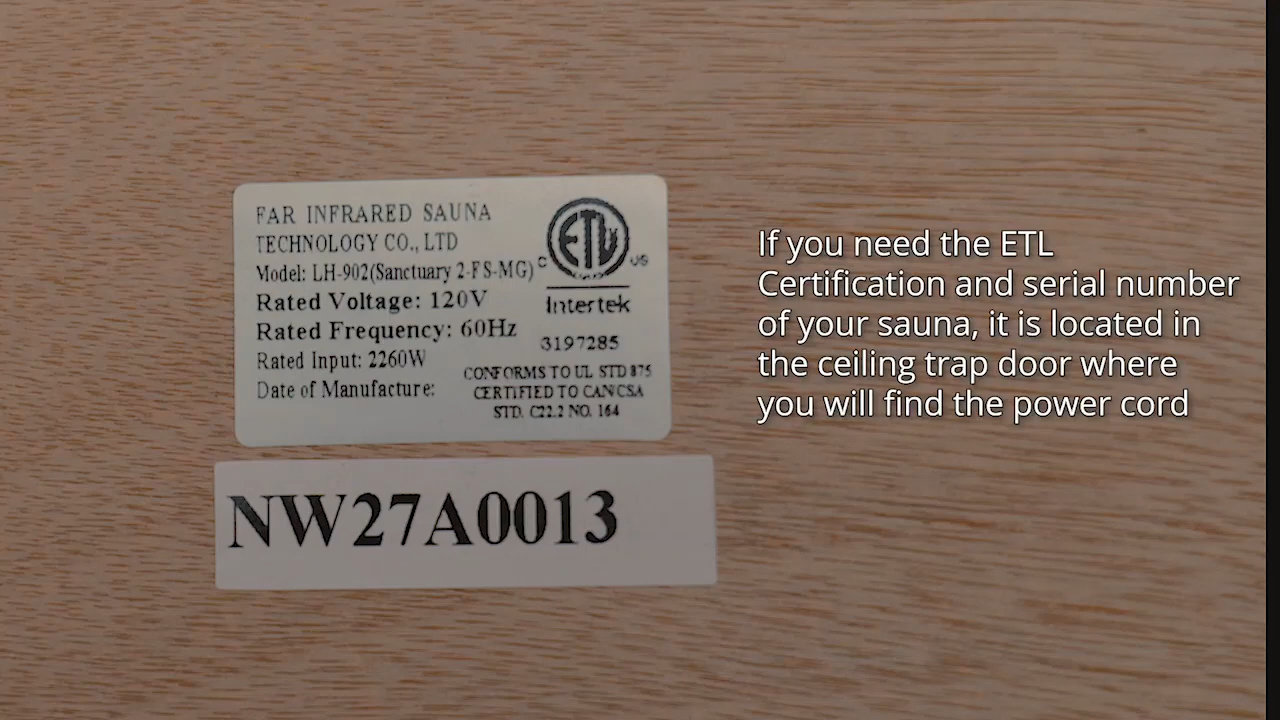 FAR INFRARED SAUNA
TECHNOLOGY CO., LTD
Model: LH-902(Sanctuary 2-FS-MG)
Rated Voltage: 120V
Rated Frequency: 60Hz
Rated Input: 2260W
Date of Manufacture:
ETL
C US
Intertek
3197285
CONFORMS TO UL STD 875
CERTIFIED TO CAN/CSA
STD. C22.2 NO. 164
NW27A0013
If you need the ETL
Certification and serial number
of your sauna, it is located in
the ceiling trap door where
you will find the power cord